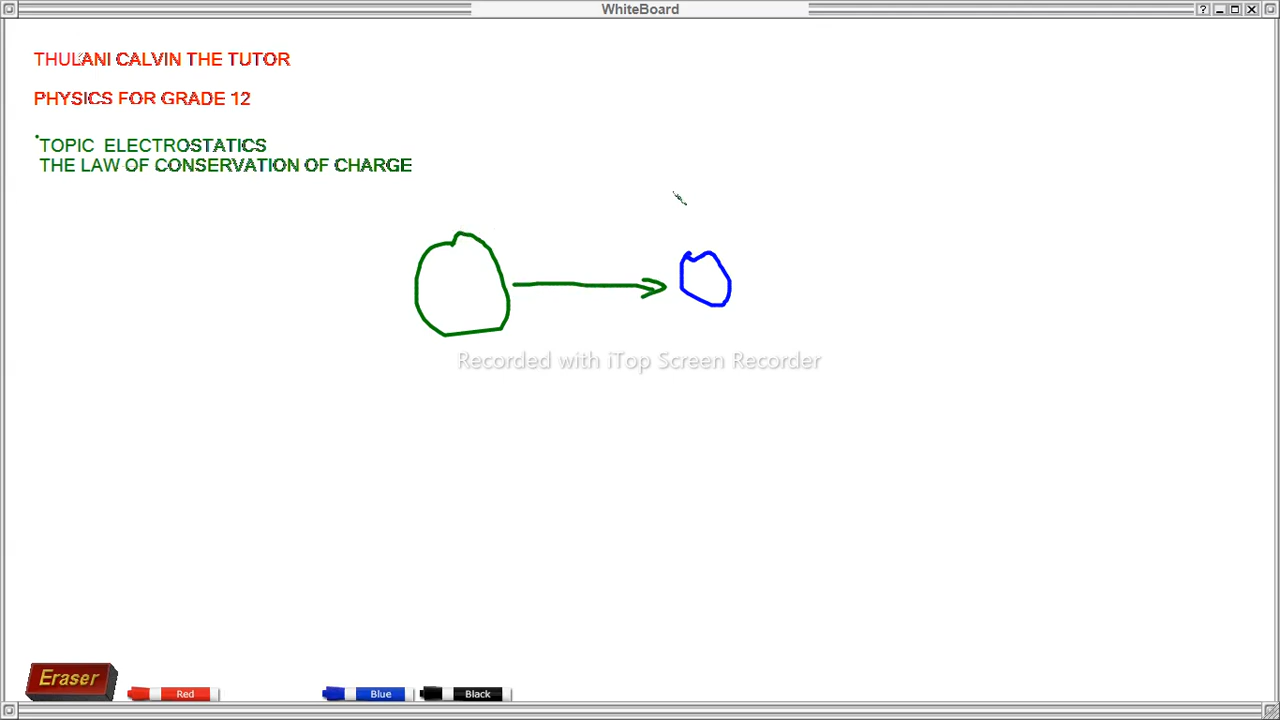 WhiteBoard
THULANI CALVIN THE TUTOR
PHYSICS FOR GRADE 12
TOPIC ELECTROSTATICS
THE LAW OF CONSERVATION OF CHARGE
Recorded with iTop Screen Recorder
Eraser
Red
Blue
Black